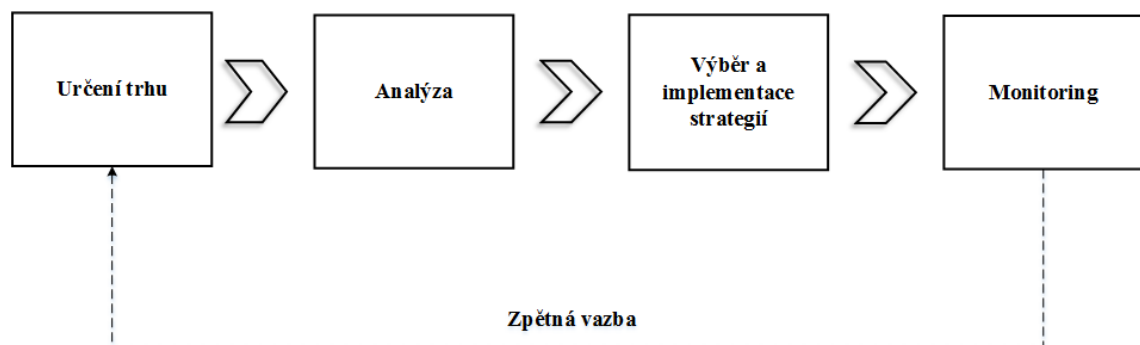 Určení trhu
Analýza
Výběr a
implementace
strategií
Monitoring
Zpětná vazba